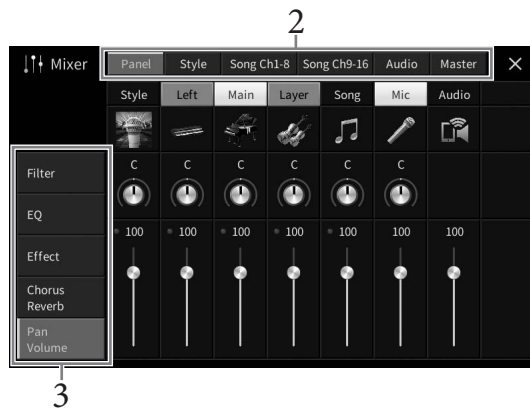 2
Mixer Panel Style Song Ch1-8 Song Ch9-16 Audio Master ×
Style Left Main Layer Song Mic Audio
Filter C C C C C C
EQ
100 100 100 100 100 100 100
Effect
Chorus
Reverb
Pan
Volume
3